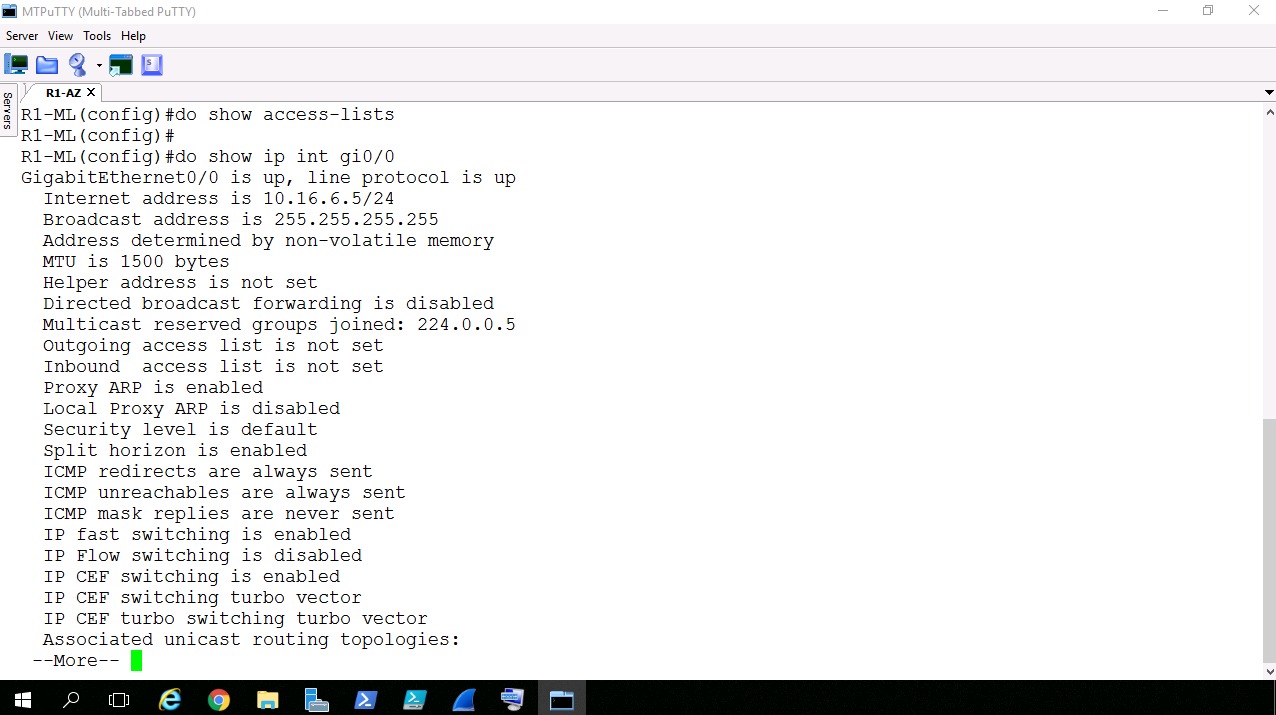 MTPuTTY (Multi-Tabbed PuTTY)
Server View Tools Help
R1-AZ X
Servers
R1-ML(config)#do show access-lists
R1-ML(config)#
R1-ML(config)#do show ip int gi0/0
GigabitEthernet0/0 is up, line protocol is up
  Internet address is 10.16.6.5/24
  Broadcast address is 255.255.255.255
  Address determined by non-volatile memory
  MTU is 1500 bytes
  Helper address is not set
  Directed broadcast forwarding is disabled
  Multicast reserved groups joined: 224.0.0.5
  Outgoing access list is not set
  Inbound  access list is not set
  Proxy ARP is enabled
  Local Proxy ARP is disabled
  Security level is default
  Split horizon is enabled
  ICMP redirects are always sent
  ICMP unreachables are always sent
  ICMP mask replies are never sent
  IP fast switching is enabled
  IP Flow switching is disabled
  IP CEF switching is enabled
  IP CEF switching turbo vector
  IP CEF turbo switching turbo vector
  Associated unicast routing topologies:
 --More--